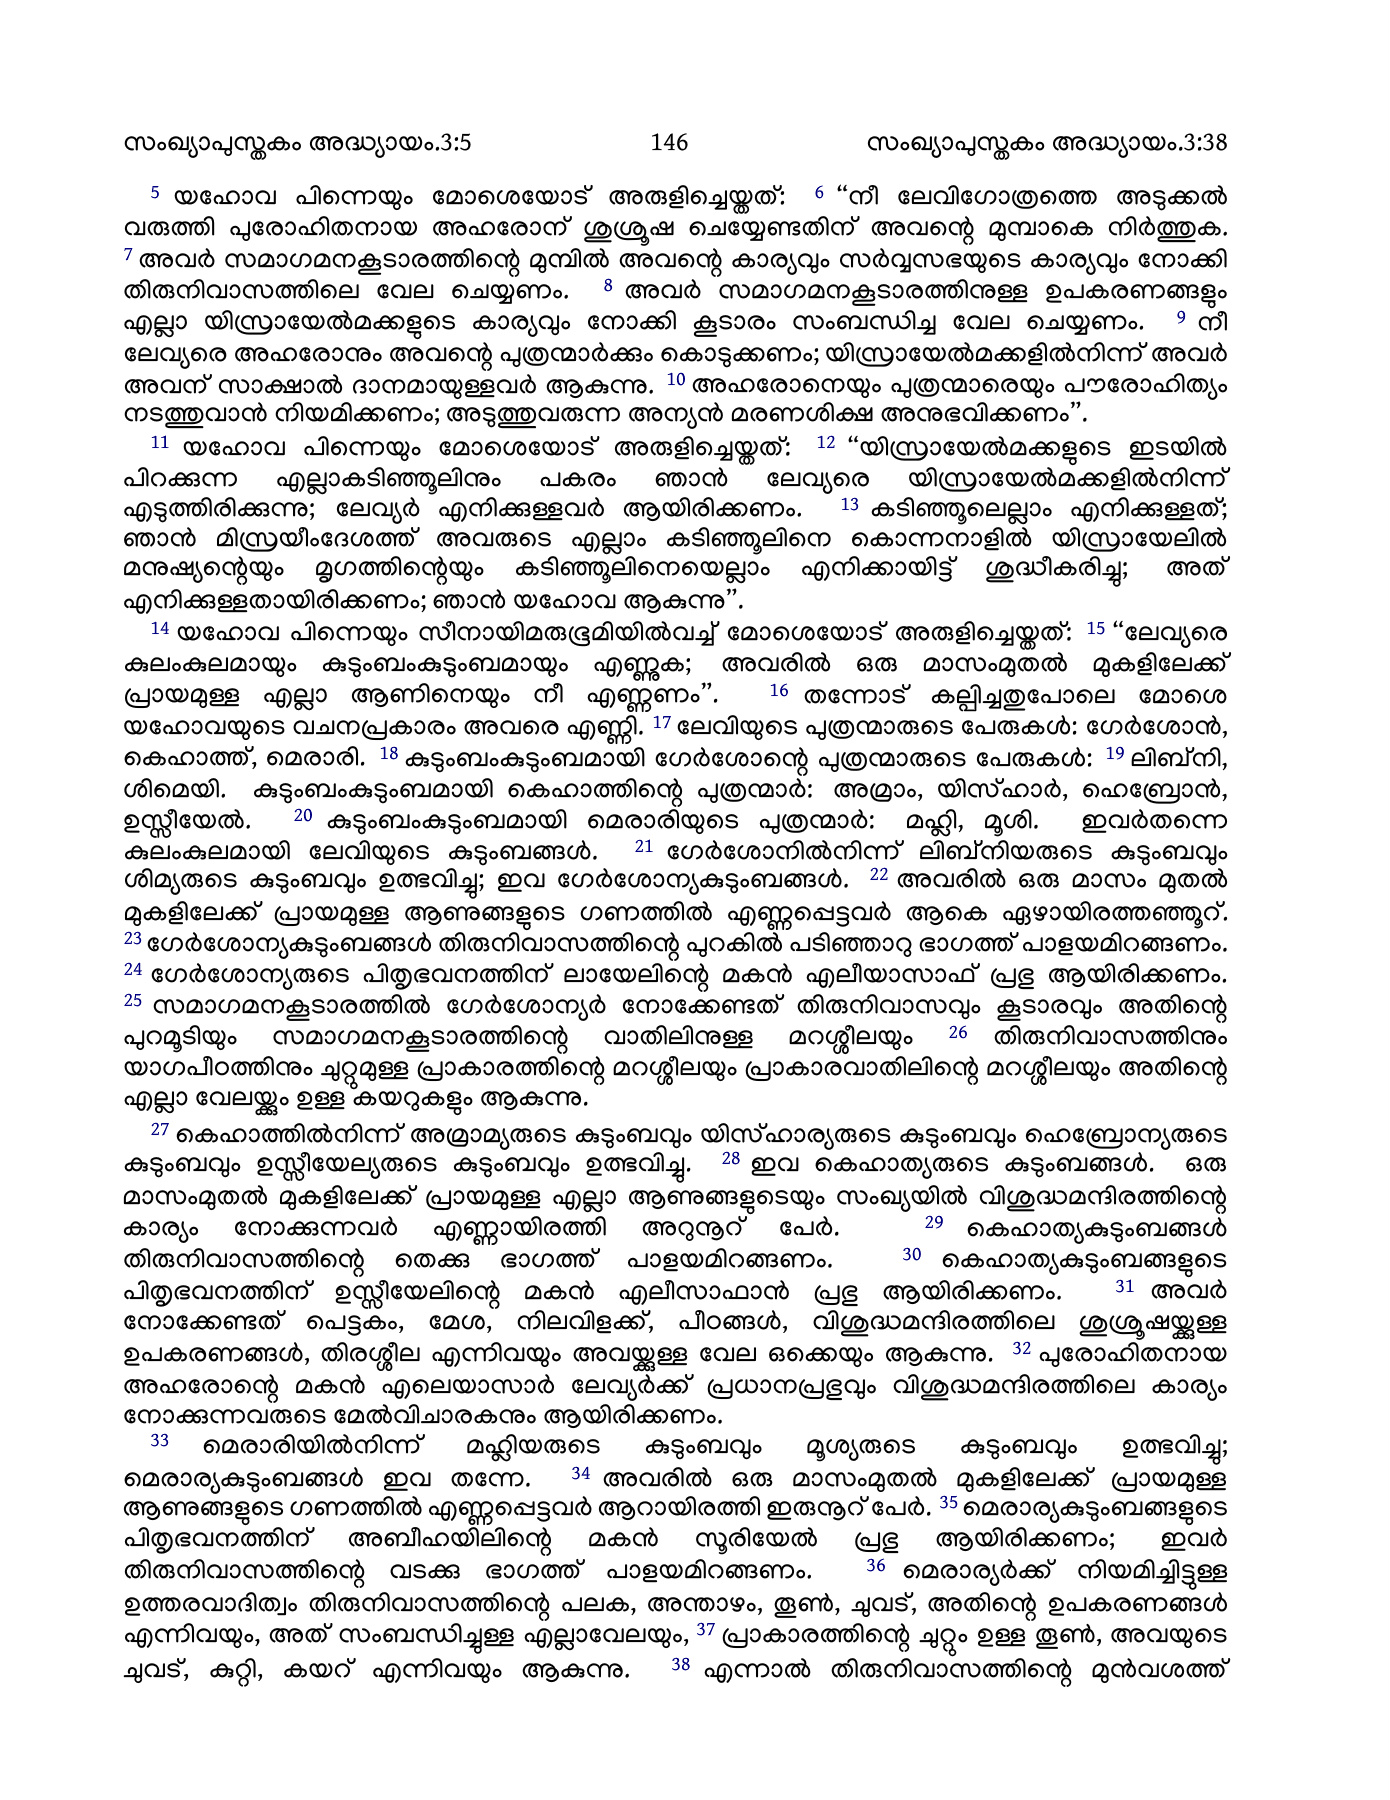 സംഖ്യാപുസ്തകം അദ്ധ്യായം.3:5 146 സംഖ്യാപുസ്തകം അദ്ധ്യായം.3:38
5 യഹോവ പിന്നെയും മോശെയോട് അരുളിച്ചെയ്തത്: 6 “നീ ലേവിഗോത്രത്തെ അടുക്കൽ
വരുത്തി പുരോഹിതനായ അഹരോന് ശുശ്രൂഷ ചെയ്യേണ്ടതിന് അവന്റെ മുമ്പാകെ നിർത്തുക.
7 അവർ സമാഗമനകൂടാരത്തിന്റെ മുമ്പിൽ അവന്റെ കാര്യവും സർവ്വസഭയുടെ കാര്യവും നോക്കി
തിരുനിവാസത്തിലെ വേല ചെയ്യണം. 8 അവർ സമാഗമനകൂടാരത്തിനുള്ള ഉപകരണങ്ങളും
എല്ലാ യിസ്രായേൽമക്കളുടെ കാര്യവും നോക്കി കൂടാരം സംബന്ധിച്ച വേല ചെയ്യണം. 9 നീ
ലേവ്യരെ അഹരോനും അവന്റെ പുത്രന്മാർക്കും കൊടുക്കണം; യിസ്രായേൽമക്കളിൽനിന്ന് അവർ
അവന് സാക്ഷാൽ ദാനമായുള്ളവർ ആകുന്നു. 10 അഹരോനെയും പുത്രന്മാരെയും പൗരോഹിത്യം
നടത്തുവാൻ നിയമിക്കണം; അടുത്തുവരുന്ന അന്യൻ മരണശിക്ഷ അനുഭവിക്കണം”.
11 യഹോവ പിന്നെയും മോശെയോട് അരുളിച്ചെയ്തത്: 12 “യിസ്രായേൽമക്കളുടെ ഇടയിൽ
പിറക്കുന്ന എല്ലാകടിഞ്ഞൂലിനും പകരം ഞാൻ ലേവ്യരെ യിസ്രായേൽമക്കളിൽനിന്ന്
എടുത്തിരിക്കുന്നു; ലേവ്യർ എനിക്കുള്ളവർ ആയിരിക്കണം. 13 കടിഞ്ഞൂലെല്ലാം എനിക്കുള്ളത്;
ഞാൻ മിസ്രയീംദേശത്ത് അവരുടെ എല്ലാം കടിഞ്ഞൂലിനെ കൊന്നനാളിൽ യിസ്രായേലിൽ
മനുഷ്യന്റെയും മൃഗത്തിന്റെയും കടിഞ്ഞൂലിനെയെല്ലാം എനിക്കായിട്ട് ശുദ്ധീകരിച്ചു; അത്
എനിക്കുള്ളതായിരിക്കണം; ഞാൻ യഹോവ ആകുന്നു”.
14 യഹോവ പിന്നെയും സീനായിമരുഭൂമിയിൽവച്ച് മോശെയോട് അരുളിച്ചെയ്തത്: 15 “ലേവ്യരെ
കുലംകുലമായും കുടുംബംകുടുംബമായും എണ്ണുക; അവരിൽ ഒരു മാസംമുതൽ മുകളിലേക്ക്
പ്രായമുള്ള എല്ലാ ആണിനെയും നീ എണ്ണണം”. 16 തന്നോട് കല്പിച്ചതുപോലെ മോശെ
യഹോവയുടെ വചനപ്രകാരം അവരെ എണ്ണി. 17 ലേവിയുടെ പുത്രന്മാരുടെ പേരുകൾ: ഗേർശോൻ,
കെഹാത്ത്, മെരാരി. 18 കുടുംബംകുടുംബമായി ഗേർശോന്റെ പുത്രന്മാരുടെ പേരുകൾ: 19 ലിബ്നി,
ശിമെയി. കുടുംബംകുടുംബമായി കെഹാത്തിന്റെ പുത്രന്മാർ: അമ്രാം, യിസ്ഹാർ, ഹെബ്രോൻ,
ഉസ്സീയേൽ. 20 കുടുംബംകുടുംബമായി മെരാരിയുടെ പുത്രന്മാർ: മഹ്ലി, മൂശി. ഇവർതന്നെ
കുലംകുലമായി ലേവിയുടെ കുടുംബങ്ങൾ. 21 ഗേർശോനിൽനിന്ന് ലിബ്നിയരുടെ കുടുംബവും
ശിമ്യരുടെ കുടുംബവും ഉത്ഭവിച്ചു; ഇവ ഗേർശോന്യകുടുംബങ്ങൾ. 22 അവരിൽ ഒരു മാസം മുതൽ
മുകളിലേക്ക് പ്രായമുള്ള ആണുങ്ങളുടെ ഗണത്തിൽ എണ്ണപ്പെട്ടവർ ആകെ ഏഴായിരത്തഞ്ഞൂറ്.
23 ഗേർശോന്യകുടുംബങ്ങൾ തിരുനിവാസത്തിന്റെ പുറകിൽ പടിഞ്ഞാറു ഭാഗത്ത് പാളയമിറങ്ങണം.
24 ഗേർശോന്യരുടെ പിതൃഭവനത്തിന് ലായേലിന്റെ മകൻ എലീയാസാഫ് പ്രഭു ആയിരിക്കണം.
25 സമാഗമനകൂടാരത്തിൽ ഗേർശോന്യർ നോക്കേണ്ടത് തിരുനിവാസവും കൂടാരവും അതിന്റെ
പുറമൂടിയും സമാഗമനകൂടാരത്തിന്റെ വാതിലിനുള്ള മറശ്ശീലയും 26 തിരുനിവാസത്തിനും
യാഗപീഠത്തിനും ചുറ്റുമുള്ള പ്രാകാരത്തിന്റെ മറശ്ശീലയും പ്രാകാരവാതിലിന്റെ മറശ്ശീലയും അതിന്റെ
എല്ലാ വേലയ്ക്കും ഉള്ള കയറുകളും ആകുന്നു.
27 കെഹാത്തിൽനിന്ന് അമ്രാമ്യരുടെ കുടുംബവും യിസ്ഹാര്യരുടെ കുടുംബവും ഹെബ്രോന്യരുടെ
കുടുംബവും ഉസ്സീയേല്യരുടെ കുടുംബവും ഉത്ഭവിച്ചു. 28 ഇവ കെഹാത്യരുടെ കുടുംബങ്ങൾ. ഒരു
മാസംമുതൽ മുകളിലേക്ക് പ്രായമുള്ള എല്ലാ ആണുങ്ങളുടെയും സംഖ്യയിൽ വിശുദ്ധമന്ദിരത്തിന്റെ
കാര്യം നോക്കുന്നവർ എണ്ണായിരത്തി അറുനൂറ് പേർ. 29 കെഹാത്യകുടുംബങ്ങൾ
തിരുനിവാസത്തിന്റെ തെക്കു ഭാഗത്ത് പാളയമിറങ്ങണം. 30 കെഹാത്യകുടുംബങ്ങളുടെ
പിതൃഭവനത്തിന് ഉസ്സീയേലിന്റെ മകൻ എലീസാഫാൻ പ്രഭു ആയിരിക്കണം. 31 അവർ
നോക്കേണ്ടത് പെട്ടകം, മേശ, നിലവിളക്ക്, പീഠങ്ങൾ, വിശുദ്ധമന്ദിരത്തിലെ ശുശ്രൂഷയ്ക്കുള്ള
ഉപകരണങ്ങൾ, തിരശ്ശീല എന്നിവയും അവയ്ക്കുള്ള വേല ഒക്കെയും ആകുന്നു. 32 പുരോഹിതനായ
അഹരോന്റെ മകൻ എലെയാസാർ ലേവ്യർക്ക് പ്രധാനപ്രഭുവും വിശുദ്ധമന്ദിരത്തിലെ കാര്യം
നോക്കുന്നവരുടെ മേൽവിചാരകനും ആയിരിക്കണം.
33 മെരാരിയിൽനിന്ന് മഹ്ലിയരുടെ കുടുംബവും മൂശ്യരുടെ കുടുംബവും ഉത്ഭവിച്ചു;
മെരാര്യകുടുംബങ്ങൾ ഇവ തന്നേ. 34 അവരിൽ ഒരു മാസംമുതൽ മുകളിലേക്ക് പ്രായമുള്ള
ആണുങ്ങളുടെ ഗണത്തിൽ എണ്ണപ്പെട്ടവർ ആറായിരത്തി ഇരുനൂറ് പേർ. 35 മെരാര്യകുടുംബങ്ങളുടെ
പിതൃഭവനത്തിന് അബീഹയിലിന്റെ മകൻ സൂരിയേൽ പ്രഭു ആയിരിക്കണം; ഇവർ
തിരുനിവാസത്തിന്റെ വടക്കു ഭാഗത്ത് പാളയമിറങ്ങണം. 36 മെരാര്യർക്ക് നിയമിച്ചിട്ടുള്ള
ഉത്തരവാദിത്വം തിരുനിവാസത്തിന്റെ പലക, അന്താഴം, തൂൺ, ചുവട്, അതിന്റെ ഉപകരണങ്ങൾ
എന്നിവയും, അത് സംബന്ധിച്ചുള്ള എല്ലാവേലയും, 37 പ്രാകാരത്തിന്റെ ചുറ്റും ഉള്ള തൂൺ, അവയുടെ
ചുവട്, കുറ്റി, കയറ് എന്നിവയും ആകുന്നു. 38 എന്നാൽ തിരുനിവാസത്തിന്റെ മുൻവശത്ത്